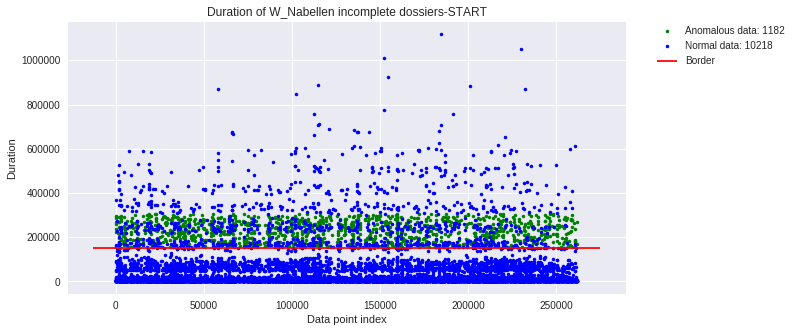 Duration of W_Nabellen incomplete dossiers-START
Anomalous data: 1182
Normal data: 10218
Border
Duration
1000000
800000
600000
400000
200000
0
0 50000 100000 150000 200000 250000
Data point index